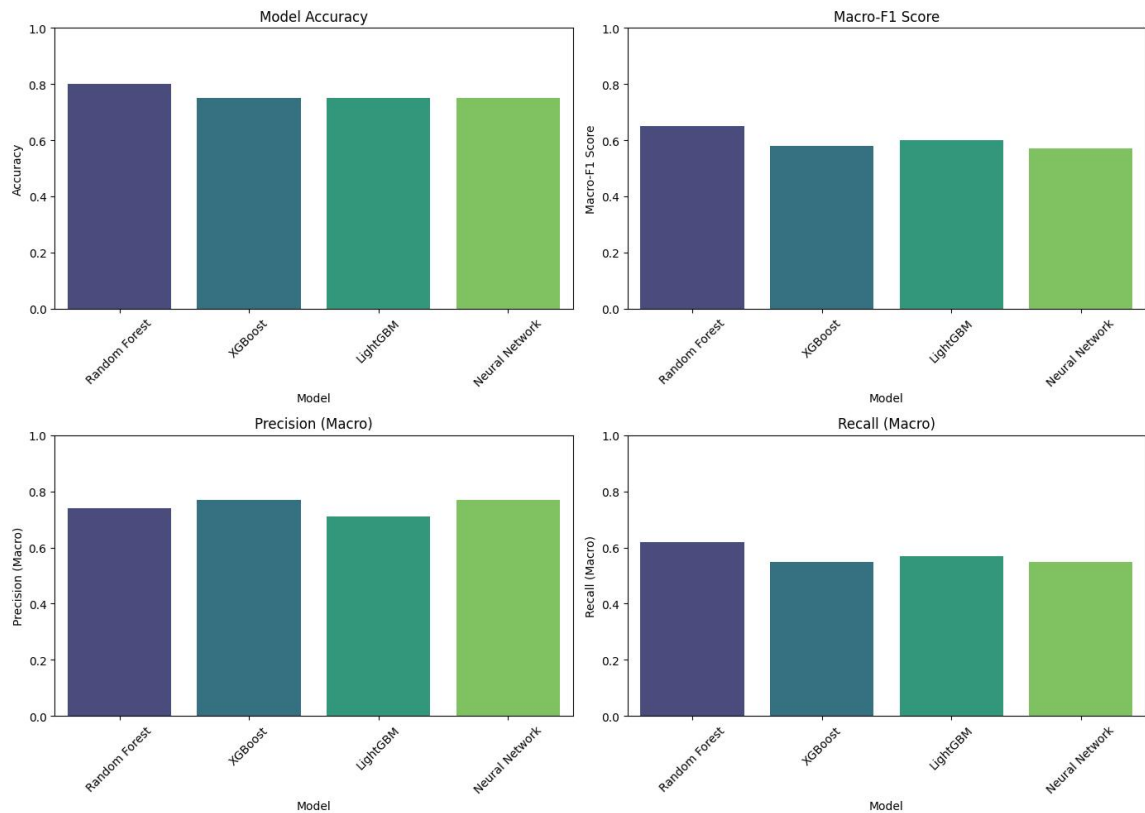 Model Accuracy
1.0
0.8
0.6
0.4
0.2
0.0
Accuracy
Random Forest
XGBoost
LightGBM
Neural Network
Model
Macro-F1 Score
1.0
0.8
0.6
0.4
0.2
0.0
Macro-F1 Score
Random Forest
XGBoost
LightGBM
Neural Network
Model
Precision (Macro)
1.0
0.8
0.6
0.4
0.2
0.0
Precision (Macro)
Random Forest
XGBoost
LightGBM
Neural Network
Model
Recall (Macro)
1.0
0.8
0.6
0.4
0.2
0.0
Recall (Macro)
Random Forest
XGBoost
LightGBM
Neural Network
Model